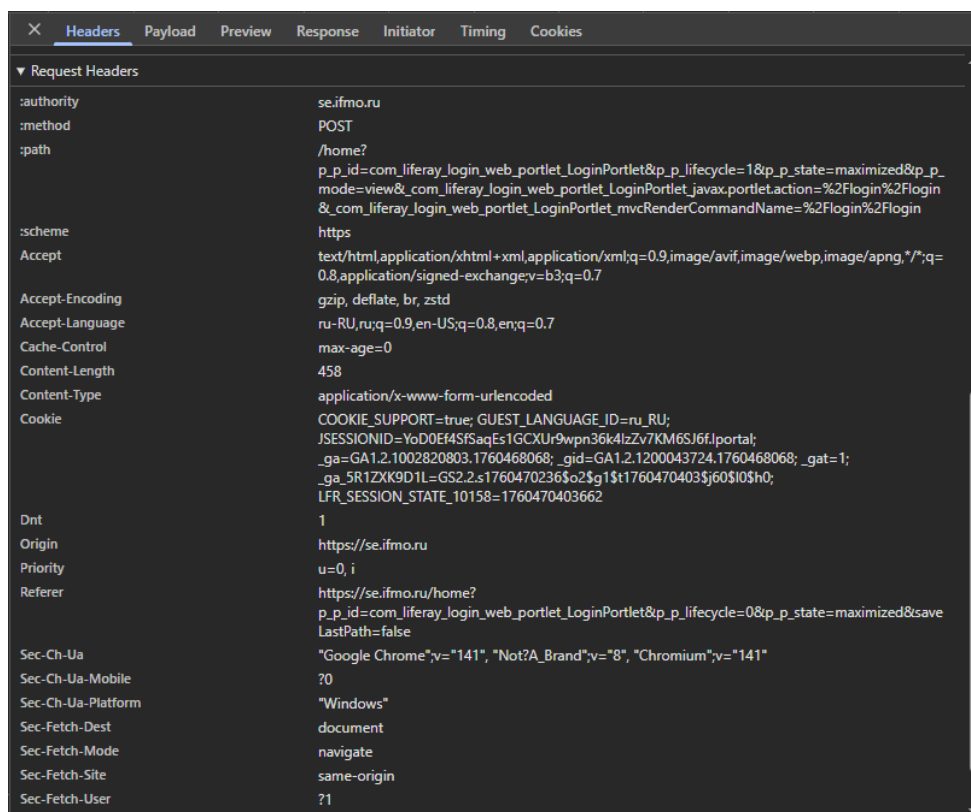 Headers Payload Preview Response Initiator Timing Cookies
Request Headers
:authority se.ifmo.ru
:method POST
:path /home?
p_p_id=com_liferay_login_web_portlet_LoginPortlet&p_p_lifecycle=1&p_p_state=maximized&p_p_
mode=view&_com_liferay_login_web_portlet_LoginPortlet_javax.portlet.action=%2Flogin%2Flogin
&_com_liferay_login_web_portlet_LoginPortlet_mvcRenderCommandName=%2Flogin%2Flogin
:scheme https
Accept text/html,application/xhtml+xml,application/xml;q=0.9,image/avif,image/webp,image/apng,*/*;q=
0.8,application/signed-exchange;v=b3;q=0.7
Accept-Encoding gzip, deflate, br, zstd
Accept-Language ru-RU,ru;q=0.9,en-US;q=0.8,en;q=0.7
Cache-Control max-age=0
Content-Length 458
Content-Type application/x-www-form-urlencoded
Cookie COOKIE_SUPPORT=true; GUEST_LANGUAGE_ID=ru_RU;
JSESSIONID=YoD0Ef4SfSaqEs1GCXUr9wpn36k4lzZv7KM6SJ6f.lportal;
_ga=GA1.2.1002820803.1760468068; _gid=GA1.2.1200043724.1760468068; _gat=1;
_ga_5R1ZXK9D1L=GS2.2.s1760470236$o2$g1$t1760470403$j60$l0$h0;
LFR_SESSION_STATE_10158=1760470403662
Dnt 1
Origin https://se.ifmo.ru
Priority u=0, i
Referer https://se.ifmo.ru/home?
p_p_id=com_liferay_login_web_portlet_LoginPortlet&p_p_lifecycle=0&p_p_state=maximized&save
LastPath=false
Sec-Ch-Ua "Google Chrome";v="141", "Not?A_Brand";v="8", "Chromium";v="141"
Sec-Ch-Ua-Mobile ?0
Sec-Ch-Ua-Platform "Windows"
Sec-Fetch-Dest document
Sec-Fetch-Mode navigate
Sec-Fetch-Site same-origin
Sec-Fetch-User ?1